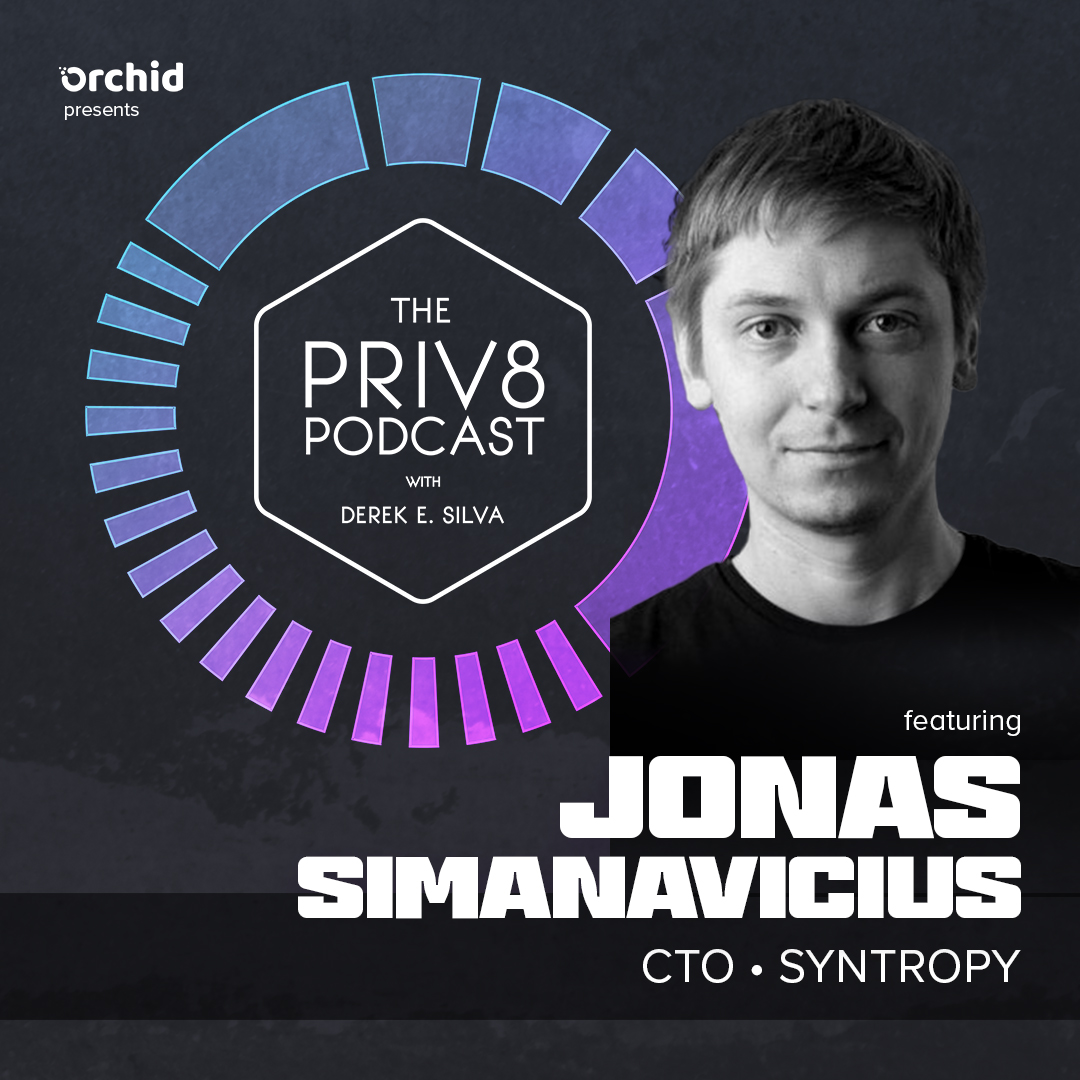 Orchid
presents
THE
PRIV8
PODCAST
WITH
DEREK E. SILVA
featuring
JONAS
SIMANAVICIUS
CTO • SYNTROPY